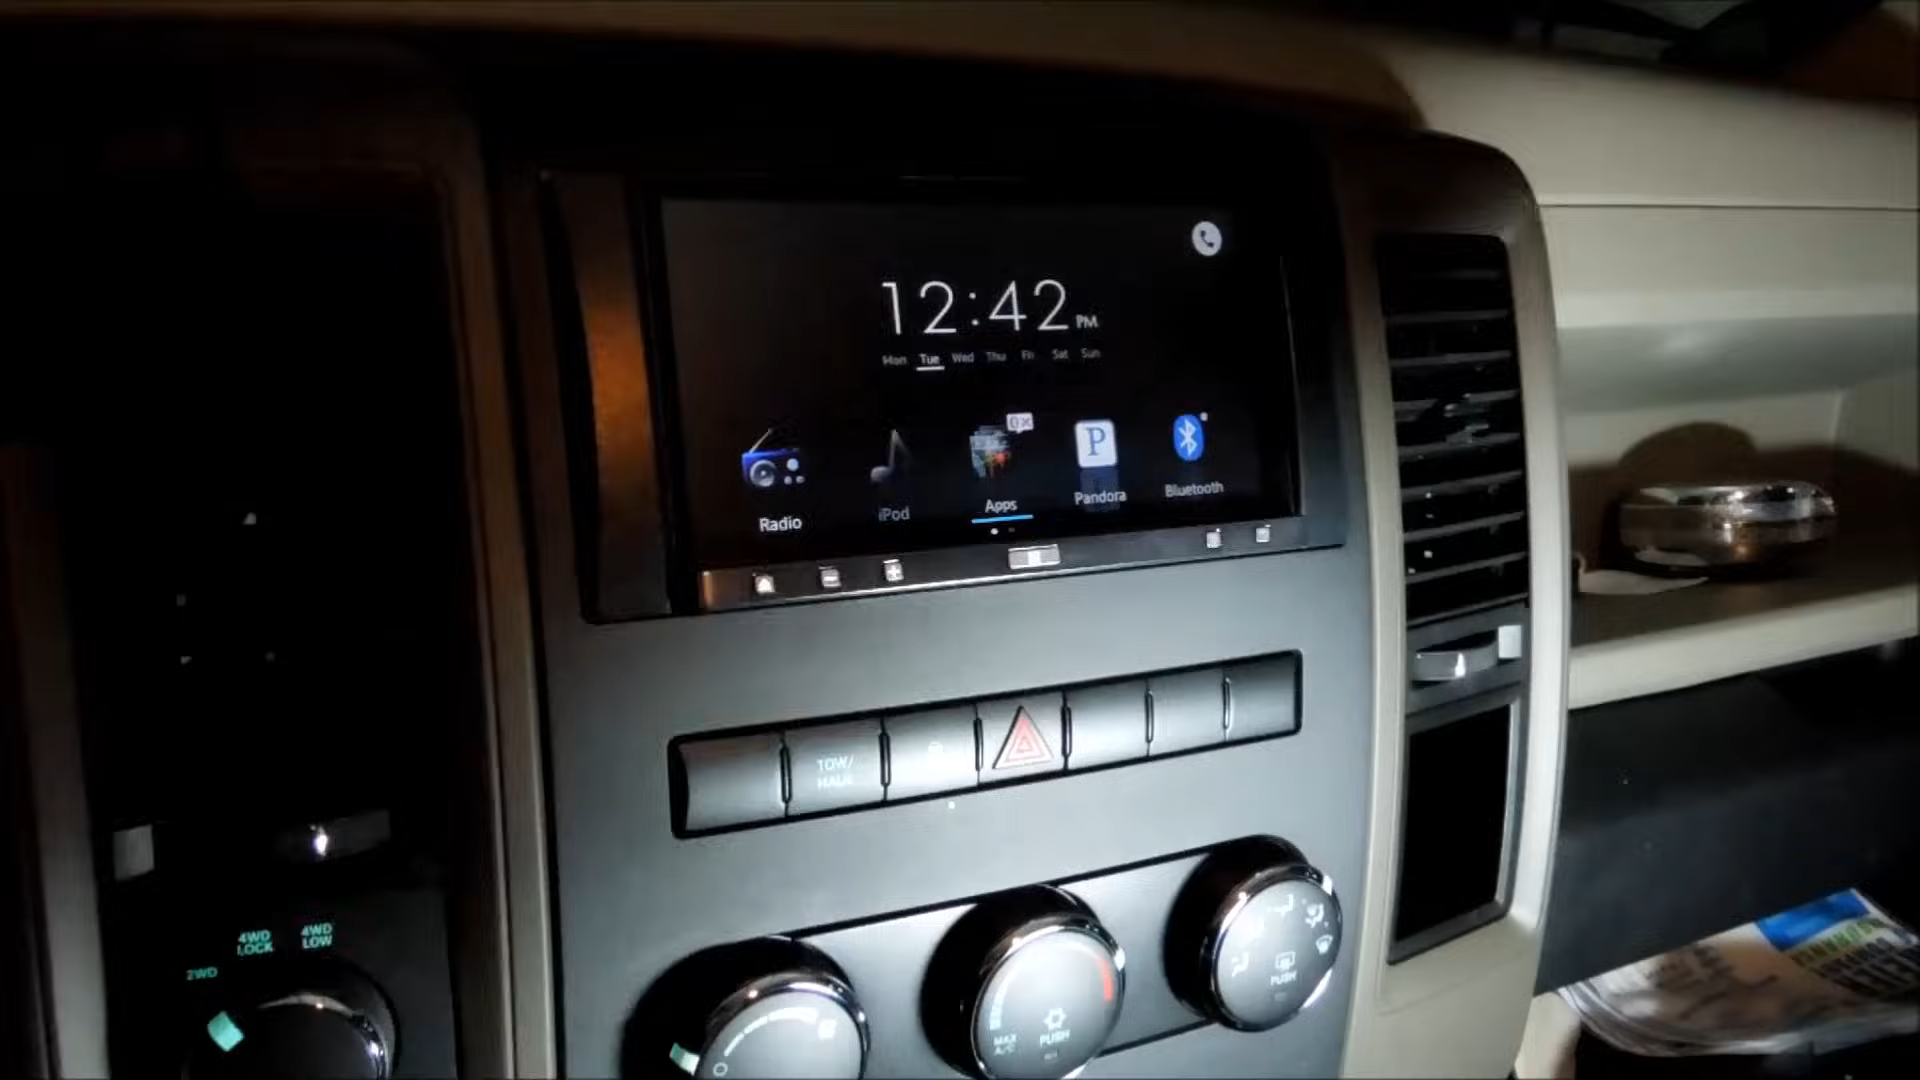 12:42 PM
Mon Tue Wed Thu Fri Sat Sun
Radio
iPod
Apps
P
Pandora
Bluetooth
TOW/
HAUL
4WD
LOCK
4WD
LOW
2WD
MAX
A/C
PUSH
PUSH